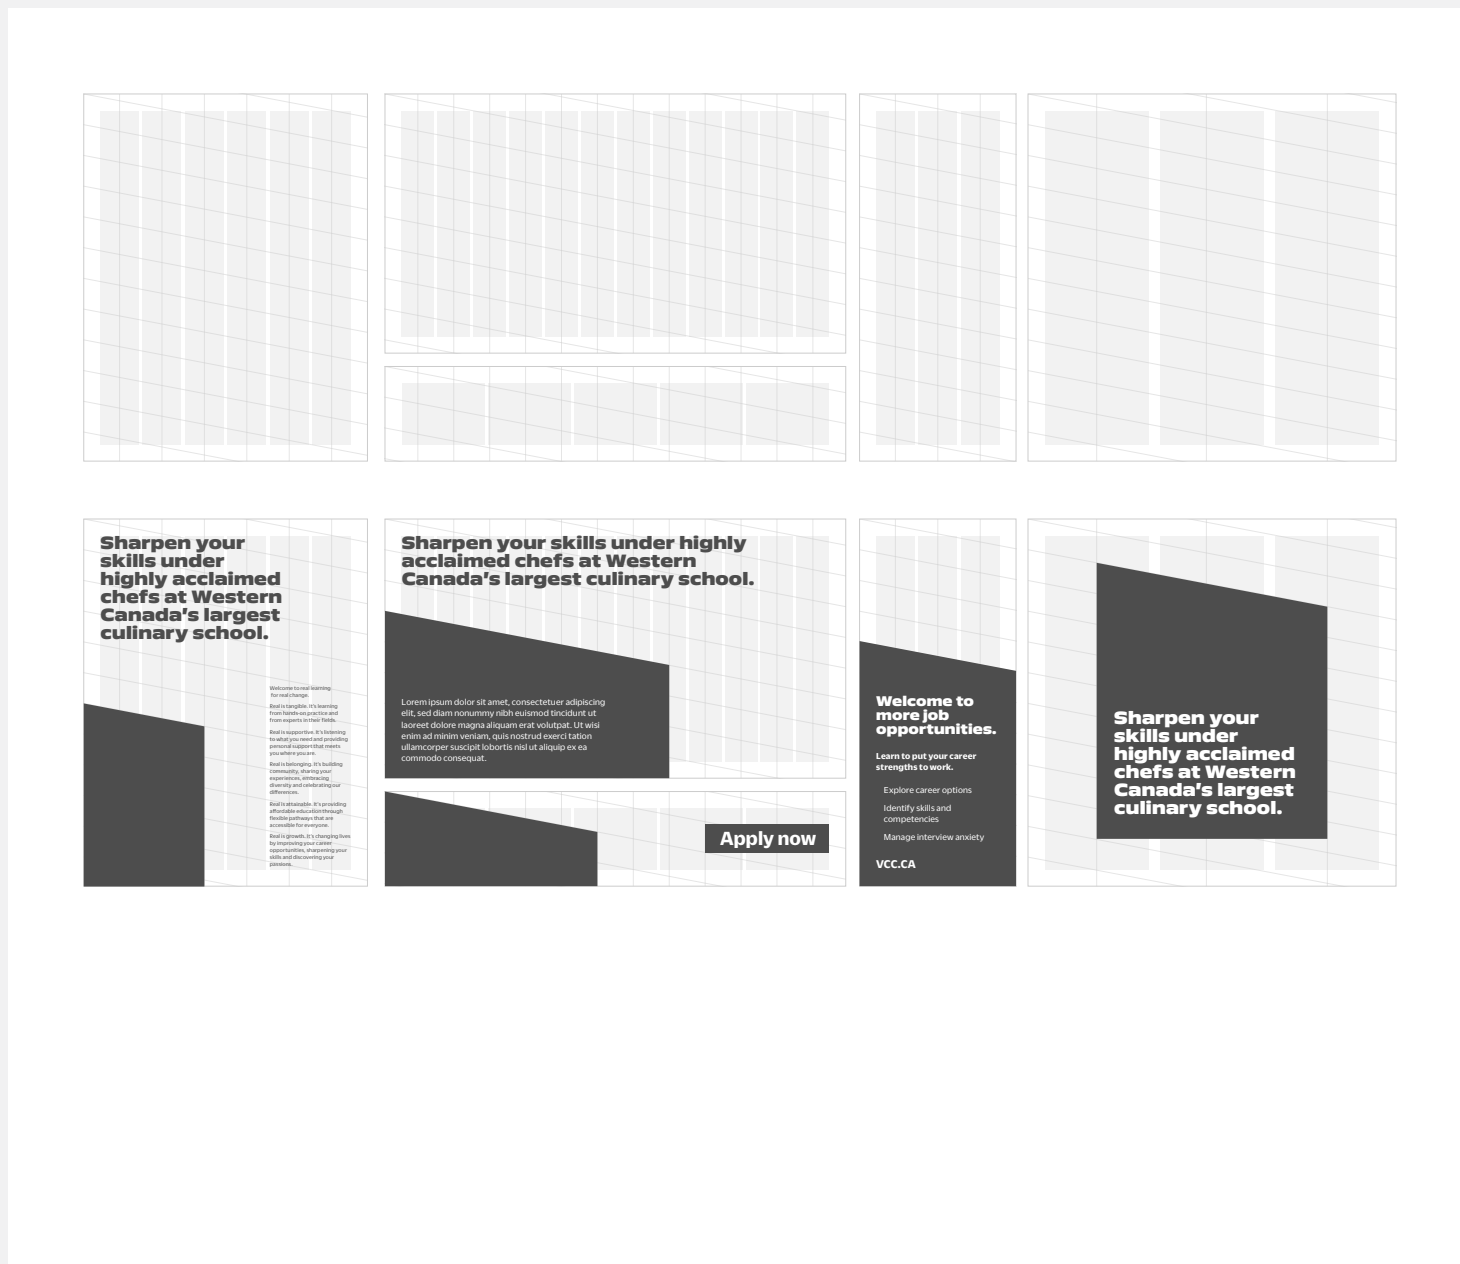 Sharpen your
skills under
highly acclaimed
chefs at Western
Canada's largest
culinary school.
Welcome to real learning
for real change.
Real is tangible. It's learning
from hands-on practice and
from experts in their fields.
Real is supportive. It's listening
to what you need and providing
personal support that meets
you where you are.
Real is belonging. It's building
community, sharing your
experiences, embracing
diversity and celebrating our
differences.
Real is attainable. It's providing
affordable education through
flexible pathways that are
accessible for everyone.
Real is growth. It's changing lives
by improving your career
opportunities, sharpening your
skills and discovering your
passions.
Sharpen your skills under highly
acclaimed chefs at Western
Canada's largest culinary school.
Lorem ipsum dolor sit amet, consectetuer adipiscing
elit, sed diam nonummy nibh euismod tincidunt ut
laoreet dolore magna aliquam erat volutpat. Ut wisi
enim ad minim veniam, quis nostrud exerci tation
ullamcorper suscipit lobortis nisl ut aliquip ex ea
commodo consequat.
Apply now
Welcome to
more job
opportunities.
Learn to put your career
strengths to work.
Explore career options
Identify skills and
competencies
Manage interview anxiety
VCC.CA
Sharpen your
skills under
highly acclaimed
chefs at Western
Canada's largest
culinary school.